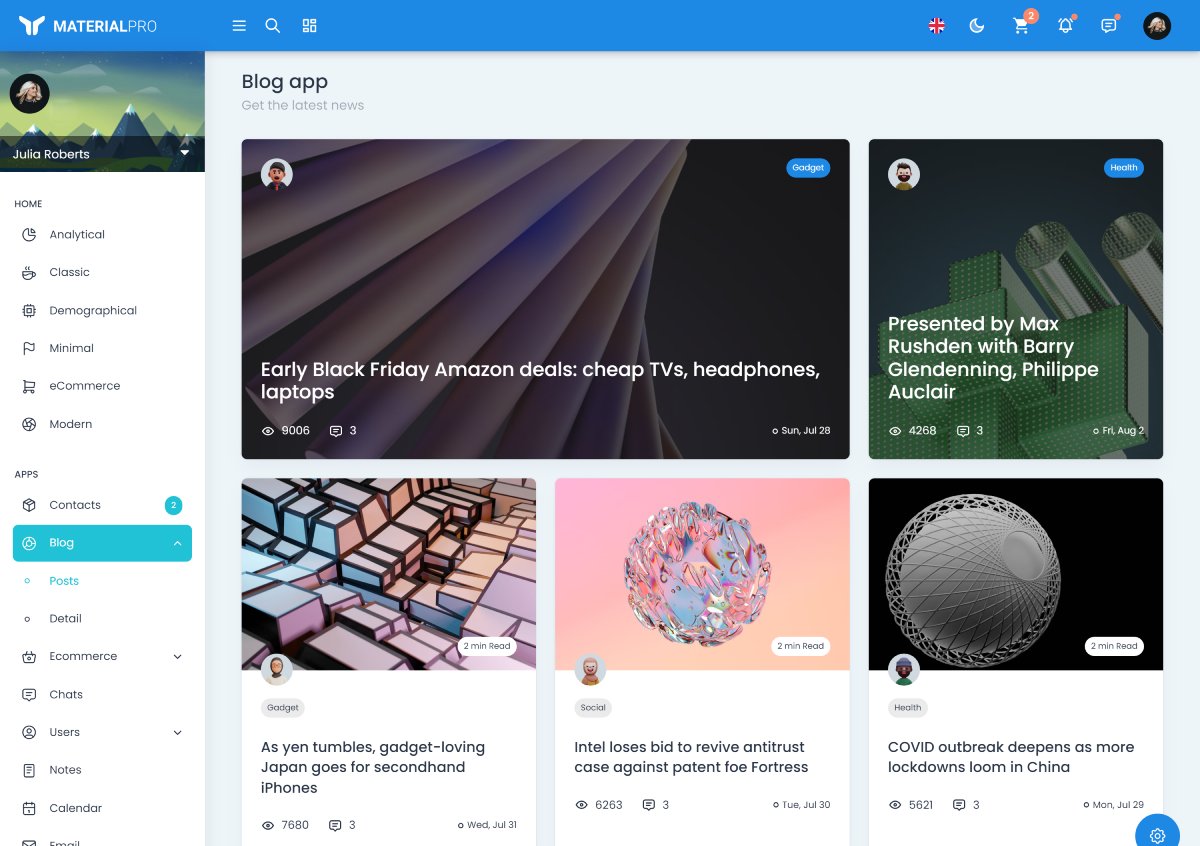 MATERIALPRO
2
Julia Roberts
HOME
Analytical
Classic
Demographical
Minimal
eCommerce
Modern
APPS
Contacts
2
Blog
Posts
Detail
Ecommerce
Chats
Users
Notes
Calendar
Email
Blog app
Get the latest news
Gadget
Early Black Friday Amazon deals: cheap TVs, headphones,
laptops
9006
3
Sun, Jul 28
Health
Presented by Max
Rushden with Barry
Glendenning, Philippe
Auclair
4268
3
Fri, Aug 2
2 min Read
Gadget
As yen tumbles, gadget-loving
Japan goes for secondhand
iPhones
7680
3
Wed, Jul 31
2 min Read
Social
Intel loses bid to revive antitrust
case against patent foe Fortress
6263
3
Tue, Jul 30
2 min Read
Health
COVID outbreak deepens as more
lockdowns loom in China
5621
3
Mon, Jul 29